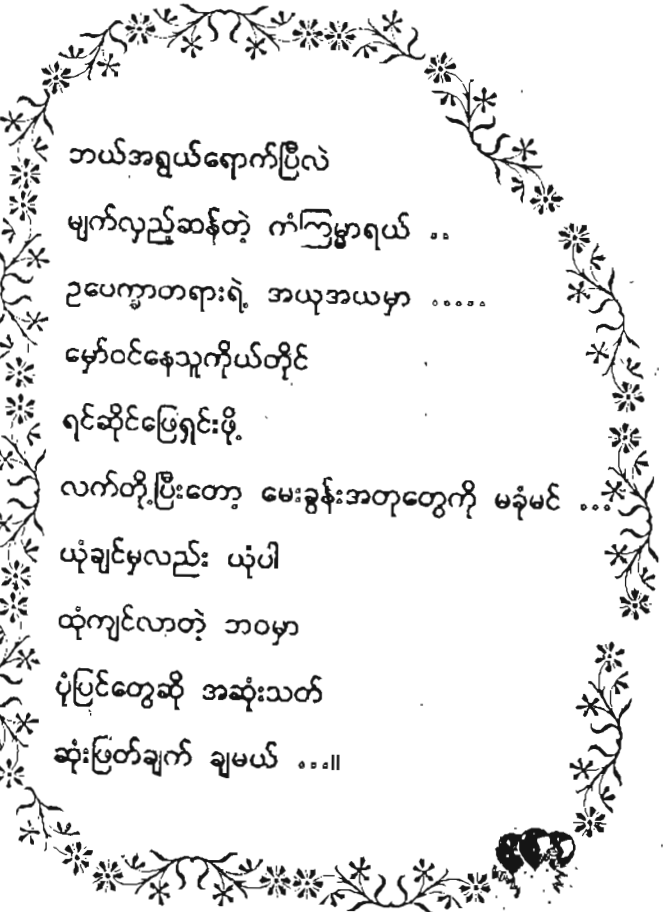 ဘယ်အရွယ်ရောက်ပြီလဲ
မျက်လှည့်ဆန်တဲ့ ကံကြမ္မာရယ် ..
ဥပေက္ခာတရားရဲ့ အယုအယမှာ .....
မှော်ဝင်နေသူကိုယ်တိုင်
ရင်ဆိုင်ဖြေရှင်းဖို့
လက်တို့ပြီးတော့ မေးခွန်းအတုတွေကို မခုံမင် ...
ယုံချင်မှလည်း ယုံပါ
ထုံကျင်လာတဲ့ ဘဝမှာ
ပုံပြင်တွေဆို အဆုံးသတ်
ဆုံးဖြတ်ချက် ချမယ် ...။